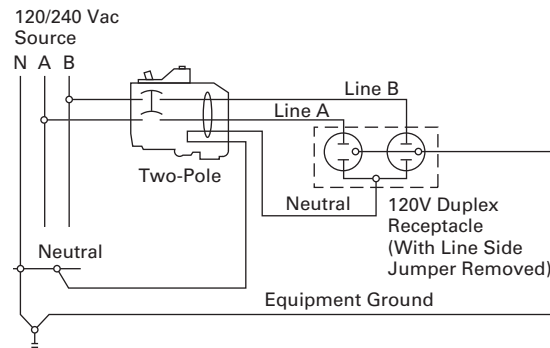 120/240 Vac
Source
N A B
Line B
Line A
Two-Pole
Neutral
120V Duplex
Receptacle
(With Line Side
Jumper Removed)
Neutral
Equipment Ground